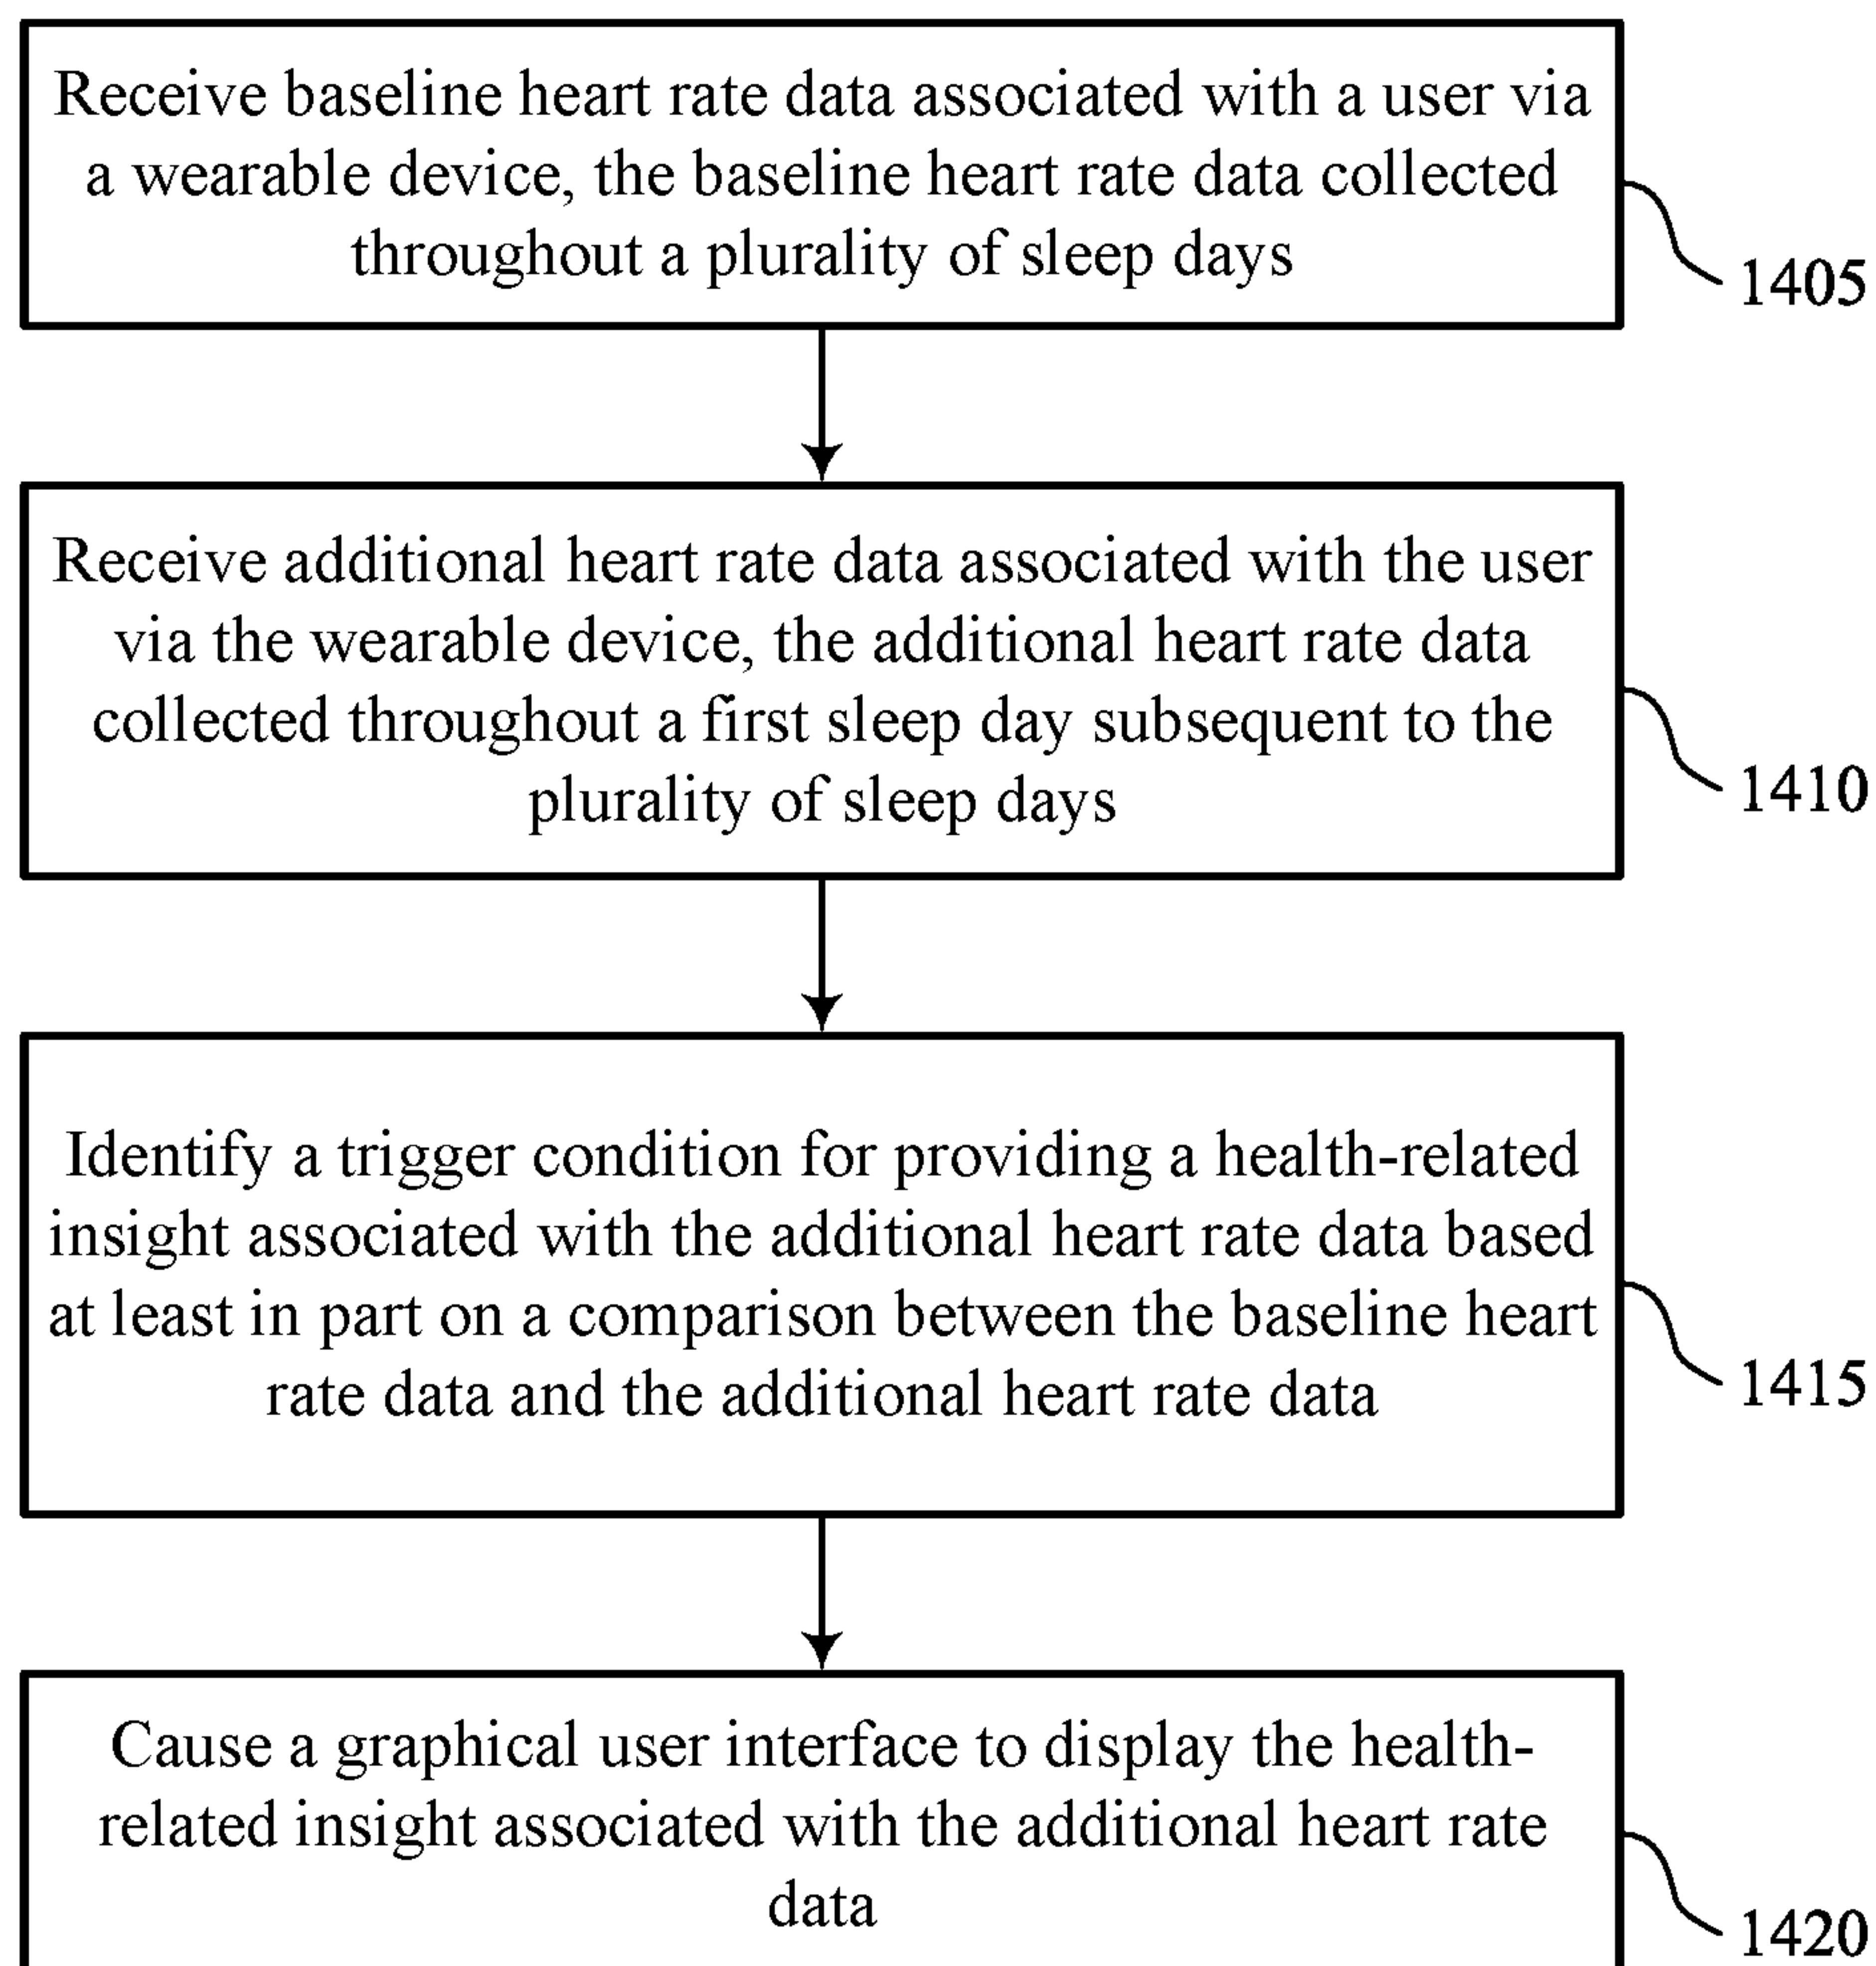 Receive baseline heart rate data associated with a user via
a wearable device, the baseline heart rate data collected
throughout a plurality of sleep days
1405
Receive additional heart rate data associated with the user
via the wearable device, the additional heart rate data
collected throughout a first sleep day subsequent to the
plurality of sleep days
1410
Identify a trigger condition for providing a health-related
insight associated with the additional heart rate data based
at least in part on a comparison between the baseline heart
rate data and the additional heart rate data
1415
Cause a graphical user interface to display the health-
related insight associated with the additional heart rate
data
1420